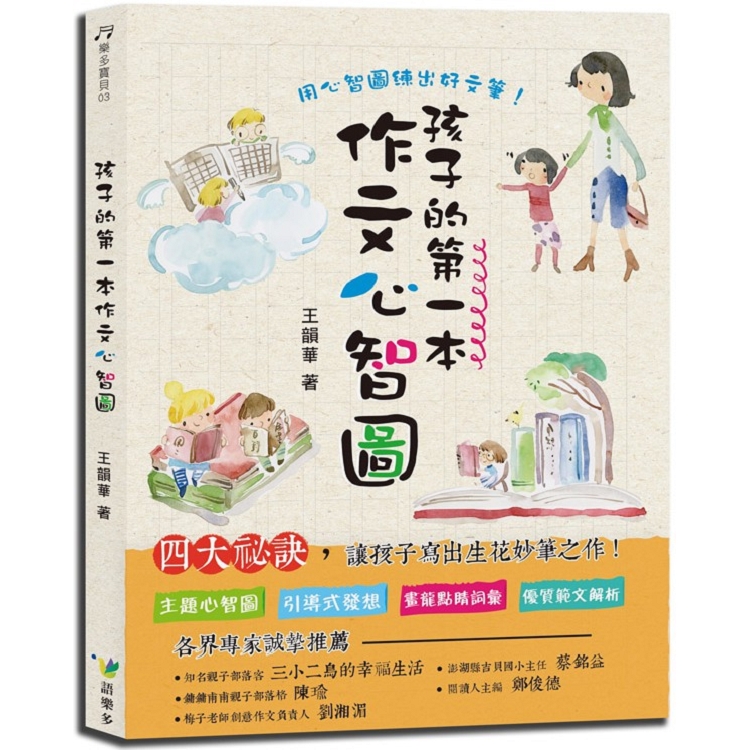 樂多寶貝
03
孩子的第一本作文心智圖
王韻華 著
語樂多
用心智圖練出好文筆！
孩子的第一本
作文心智圖
王韻華 著
四大祕訣，讓孩子寫出生花妙筆之作！
主題心智圖 引導式發想 畫龍點睛詞彙 優質範文解析
各界專家誠摯推薦
•知名親子部落客 三小二鳥的幸福生活
•鏽鏽南南親子部落格 陳瑜
•梅子老師創意作文負責人 劉湘湄
•澎湖縣吉貝國小主任 蔡銘益
•閱讀人主編 鄭俊德